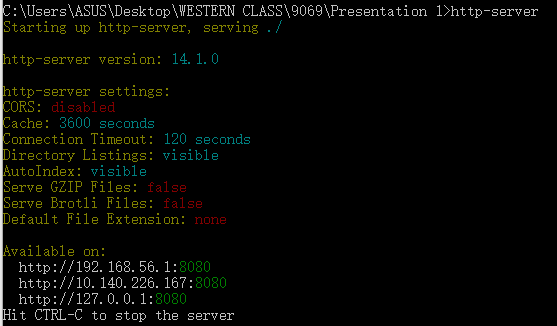 C:\Users\ASUS\Desktop\WESTERN CLASS\9069\Presentation 1>http-server
Starting up http-server, serving ./
http-server version: 14.1.0
http-server settings:
CORS: disabled
Cache: 3600 seconds
Connection Timeout: 120 seconds
Directory Listings: visible
AutoIndex: visible
Serve GZIP Files: false
Serve Brotli Files: false
Default File Extension: none
Available on:
http://192.168.56.1:8080
http://10.140.226.167:8080
http://127.0.0.1:8080
Hit CTRL-C to stop the server